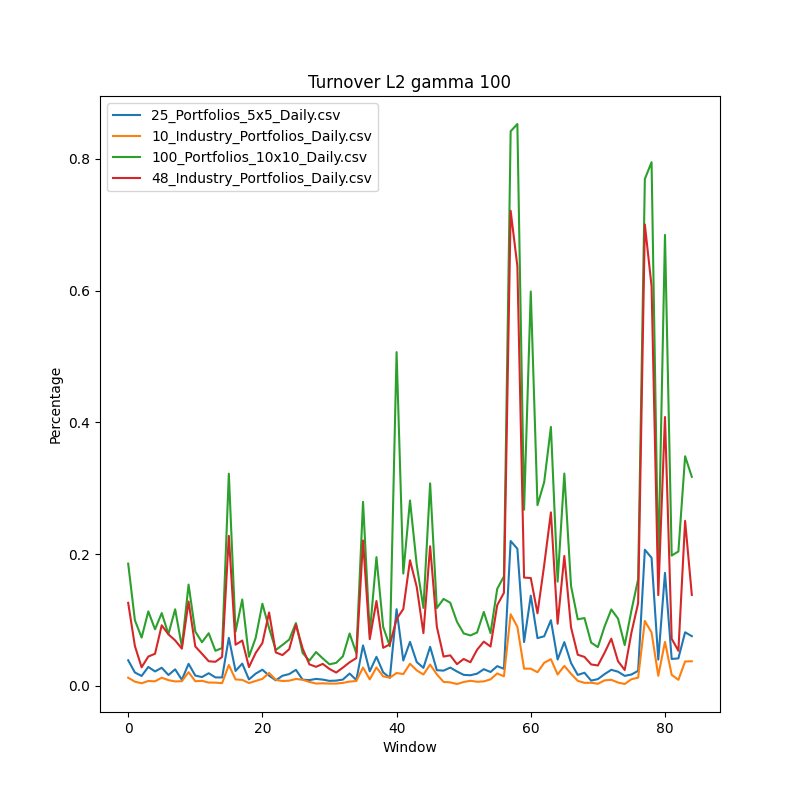 Turnover L2 gamma 100
25_Portfolios_5x5_Daily.csv
10_Industry_Portfolios_Daily.csv
100_Portfolios_10x10_Daily.csv
48_Industry_Portfolios_Daily.csv
0.8
0.6
0.4
0.2
0.0
Percentage
0 20 40 60 80
Window